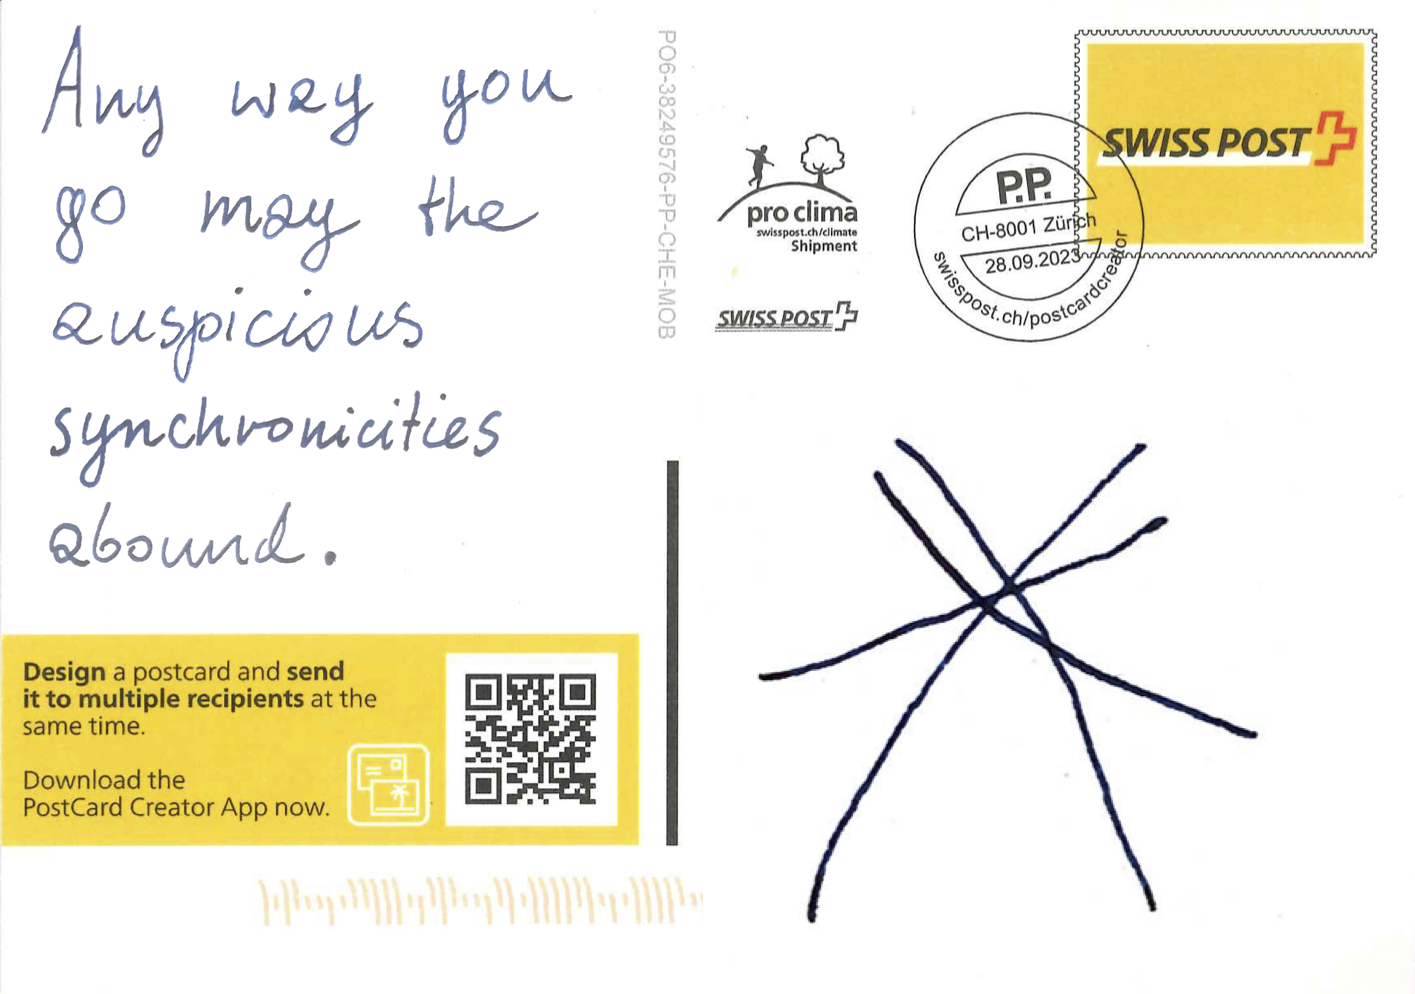 Any way you
go may the
auspicious
synchronicities
abound.
Design a postcard and send
it to multiple recipients at the
same time.
Download the
PostCard Creator App now.
PO6-38249576-PP-CHE-MOB
pro clima
swisspost.ch/climate
Shipment
SWISS POST
P.P.
CH-8001 Zürich
28.09.2023
swisspost.ch/postcardcreator
SWISS POST